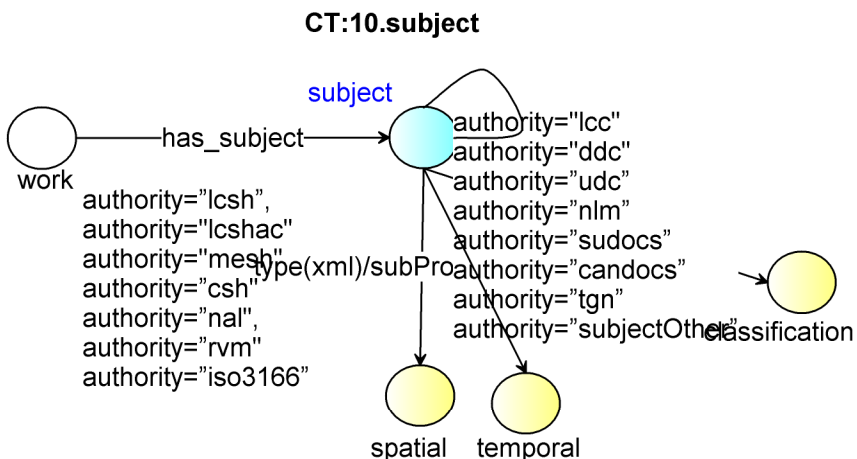 CT:10.subject
subject
has_subject
work
authority=”lcsh”,
authority="lcshac"
authority="mesh"
authority=”csh"
authority=”nal",
authority=”rvm"
authority=”iso3166”
type(xml)/subPro
authority="lcc"
authority="ddc"
authority=”udc"
authority=”nlm”
authority=”sudocs”
authority=”candocs”
authority=”tgn”
authority=”subjectOther”
classification
spatial
temporal